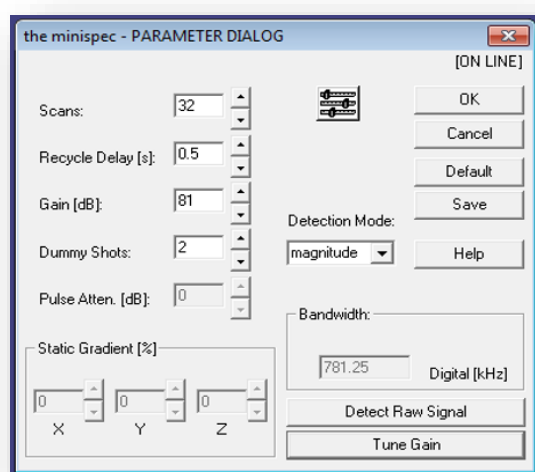 the minispec - PARAMETER DIALOG
[ON LINE]
Scans: 32
OK
Cancel
Recycle Delay [s]: 0.5
Default
Gain [dB]: 81
Save
Detection Mode:
Dummy Shots: 2
magnitude
Help
Pulse Atten. [dB]: 0
Bandwidth:
781.25 Digital [kHz]
Static Gradient [%]
0 0 0
X Y Z
Detect Raw Signal
Tune Gain